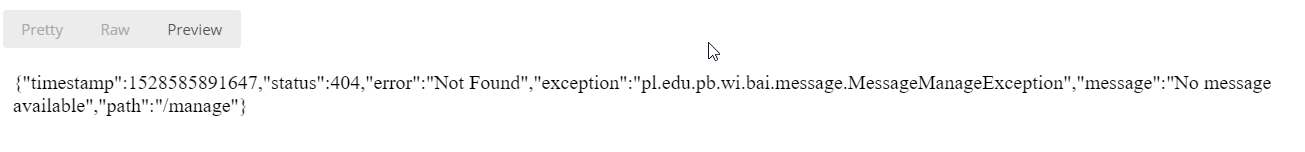 Pretty Raw Preview
{"timestamp":1528585891647,"status":404,"error":"Not Found","exception":"pl.edu.pb.wi.bai.message.MessageManageException","message":"No message
available","path":"/manage"}